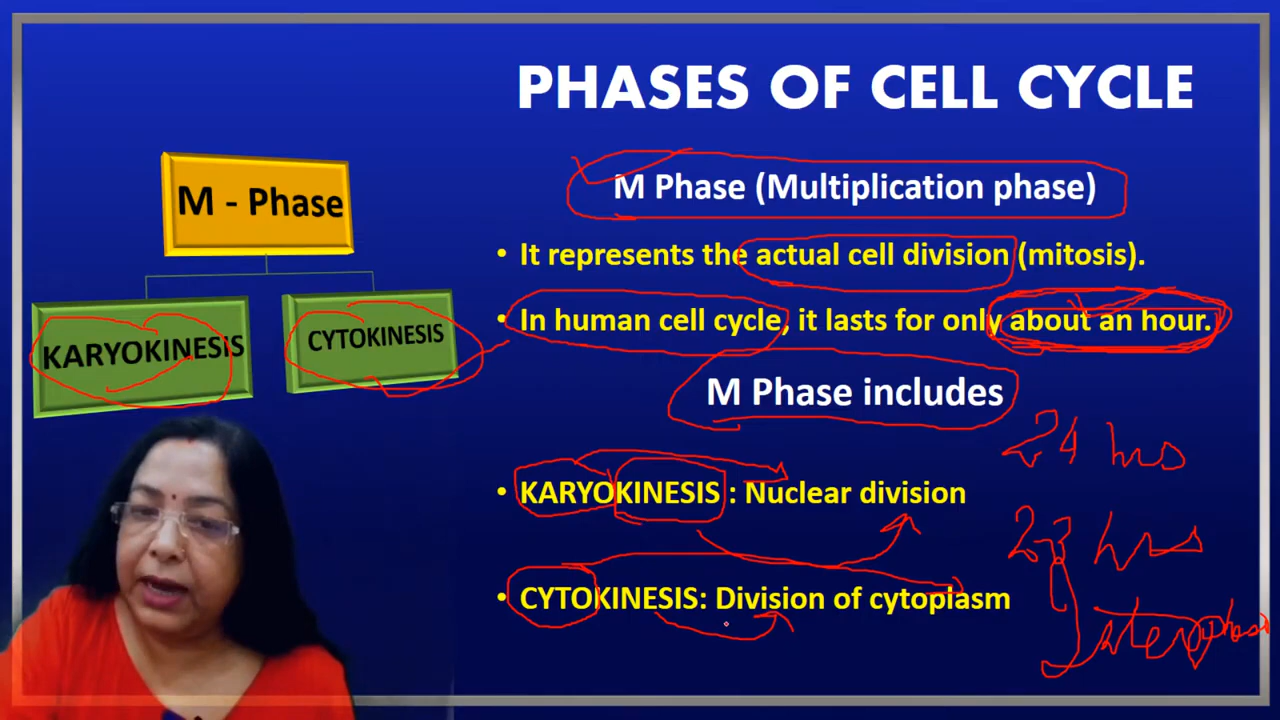 PHASES OF CELL CYCLE
M - Phase
KARYOKINESIS
CYTOKINESIS
M Phase (Multiplication phase)
• It represents the actual cell division (mitosis).
• In human cell cycle, it lasts for only about an hour.
M Phase includes
24 hrs
• KARYOKINESIS : Nuclear division
23 hrs
• CYTOKINESIS: Division of cytoplasm
Interphase